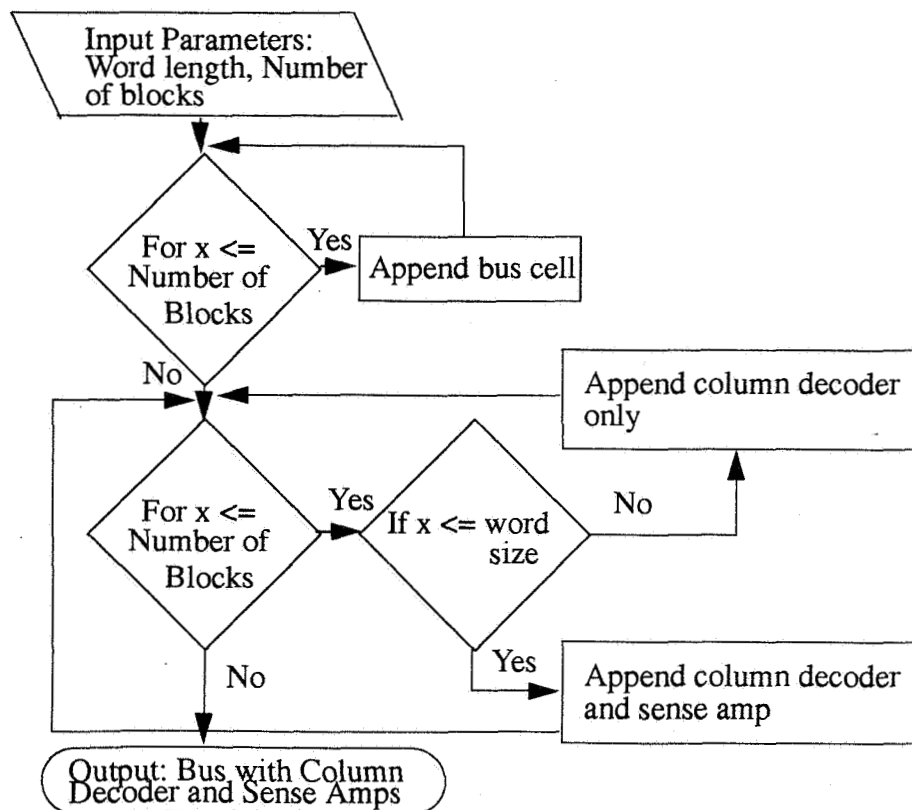 Input Parameters:
Word length, Number
of blocks
For x <=
Number of
Blocks
Yes
Append bus cell
No
Append column decoder
only
For x <=
Number of
Blocks
Yes
If x <= word
size
No
Yes
Append column decoder
and sense amp
No
Output: Bus with Column
Decoder and Sense Amps